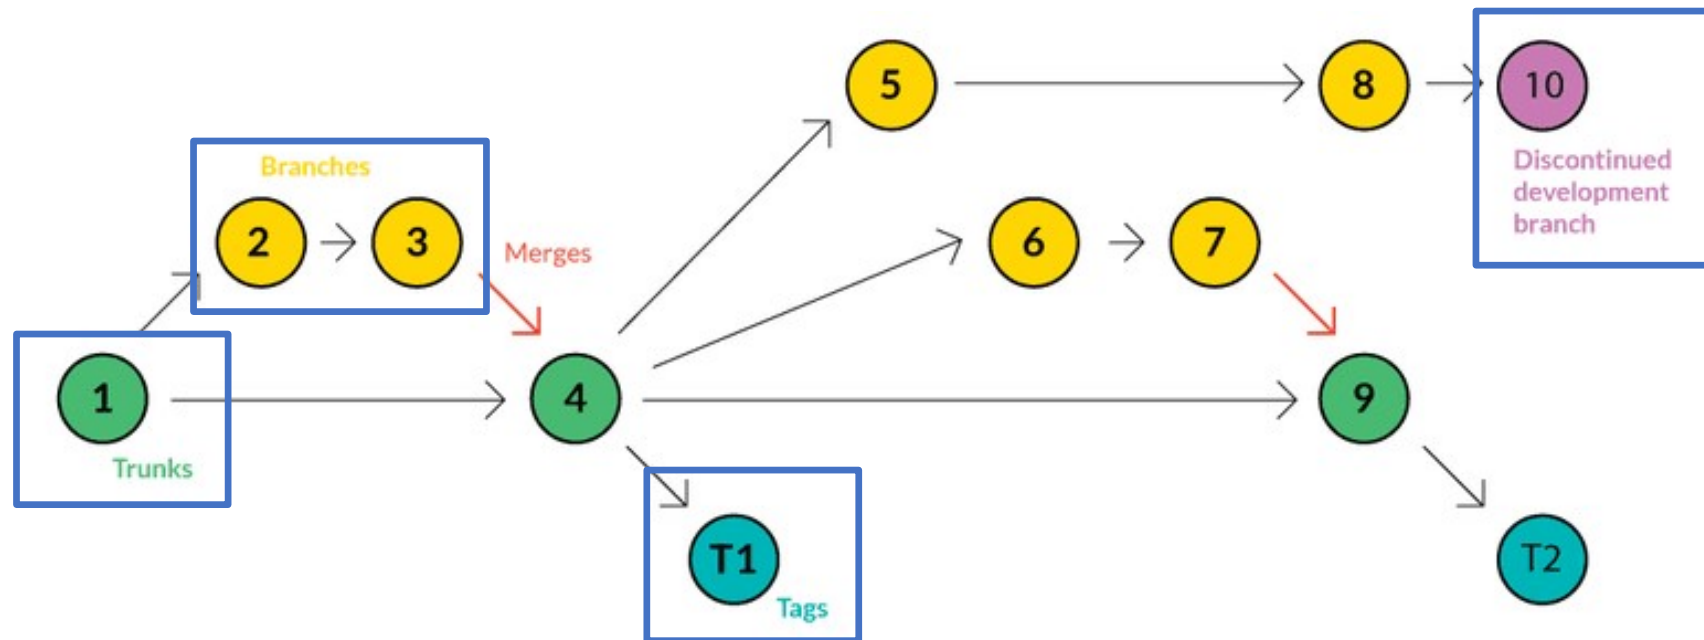 5
8
10
Discontinued
development
branch
Branches
2
3
Merges
6
7
1
Trunks
4
9
T1
Tags
T2